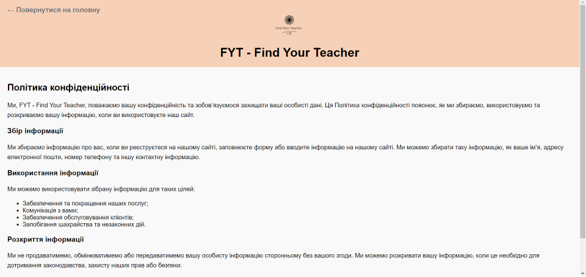 ← Повернутися на головну
Find Your Teacher
FYT - Find Your Teacher
Політика конфіденційності
Ми, FYT - Find Your Teacher, поважаємо вашу конфіденційність та зобов'язуємося захищати ваші особисті дані. Ця Політика конфіденційності пояснює, як ми збираємо, використовуємо та
розкриваємо вашу інформацію, коли ви використовуєте наш сайт.
Збір інформації
Ми збираємо інформацію про вас, коли ви реєструєтеся на нашому сайті, заповнюєте форму або вводите інформацію на нашому сайті. Ми можемо збирати таку інформацію, як ваше ім'я, адресу
електронної пошти, номер телефону та іншу контактну інформацію.
Використання інформації
Ми можемо використовувати зібрану інформацію для таких цілей:
• Забезпечення та покращення наших послуг;
• Комунікація з вами;
• Забезпечення обслуговування клієнтів;
• Запобігання шахрайства та незаконних дій.
Розкриття інформації
Ми не продаватимемо, обмінюватимемо або передаватимемо вашу особисту інформацію сторонньому без вашого згоди. Ми можемо розкривати вашу інформацію, коли це необхідно для
дотримання законодавства, захисту наших прав або безпеки.